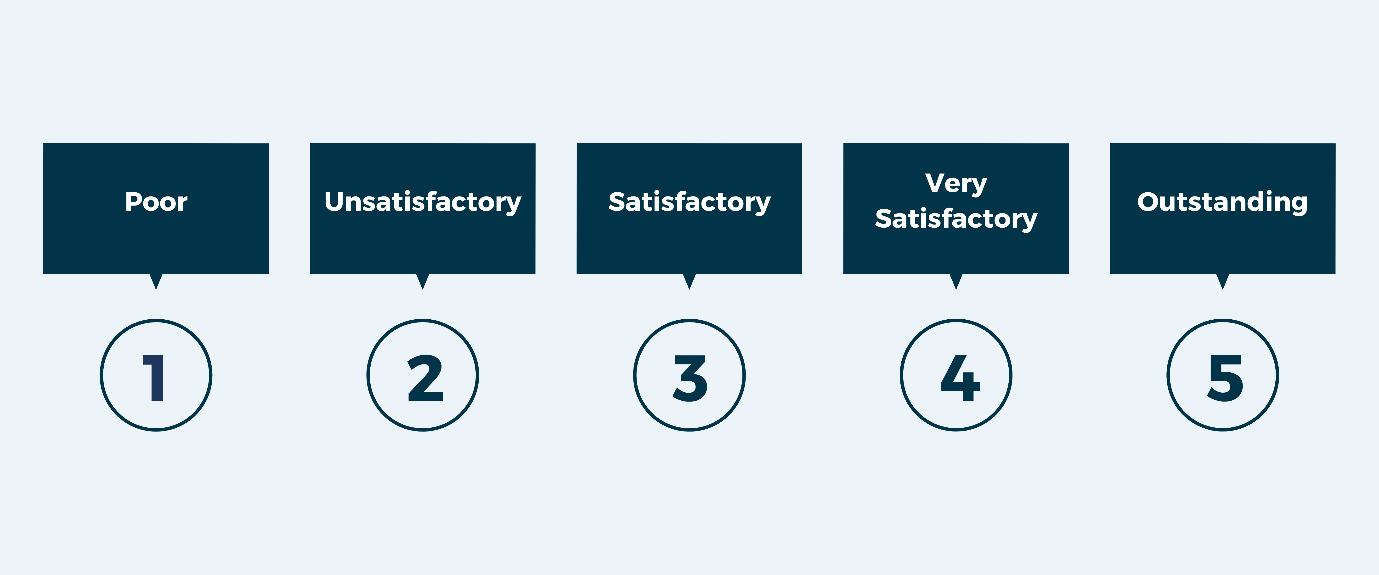 Poor
Unsatisfactory
Satisfactory
Very
Satisfactory
Outstanding
1
2
3
4
5